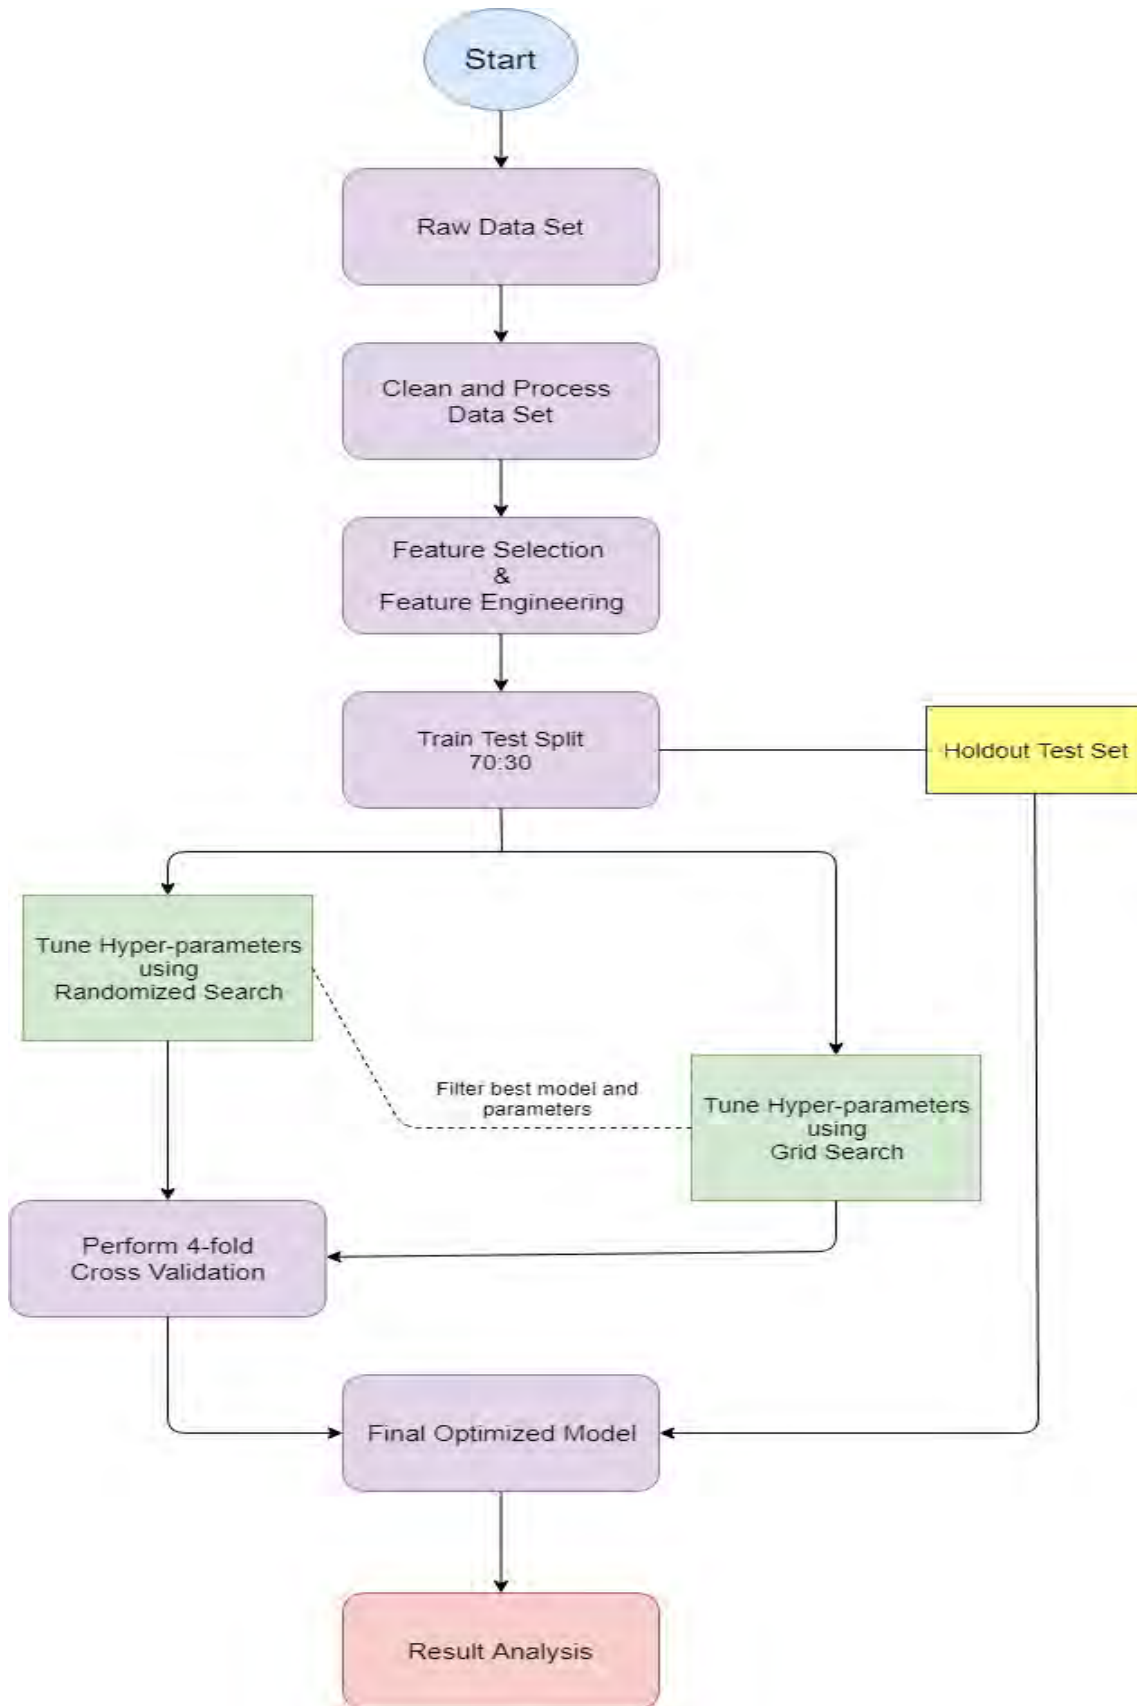 Start
Raw Data Set
Clean and Process
Data Set
Feature Selection
&
Feature Engineering
Train Test Split
70:30
Holdout Test Set
Tune Hyper-parameters
using
Randomized Search
Filter best model and
parameters
Tune Hyper-parameters
using
Grid Search
Perform 4-fold
Cross Validation
Final Optimized Model
Result Analysis